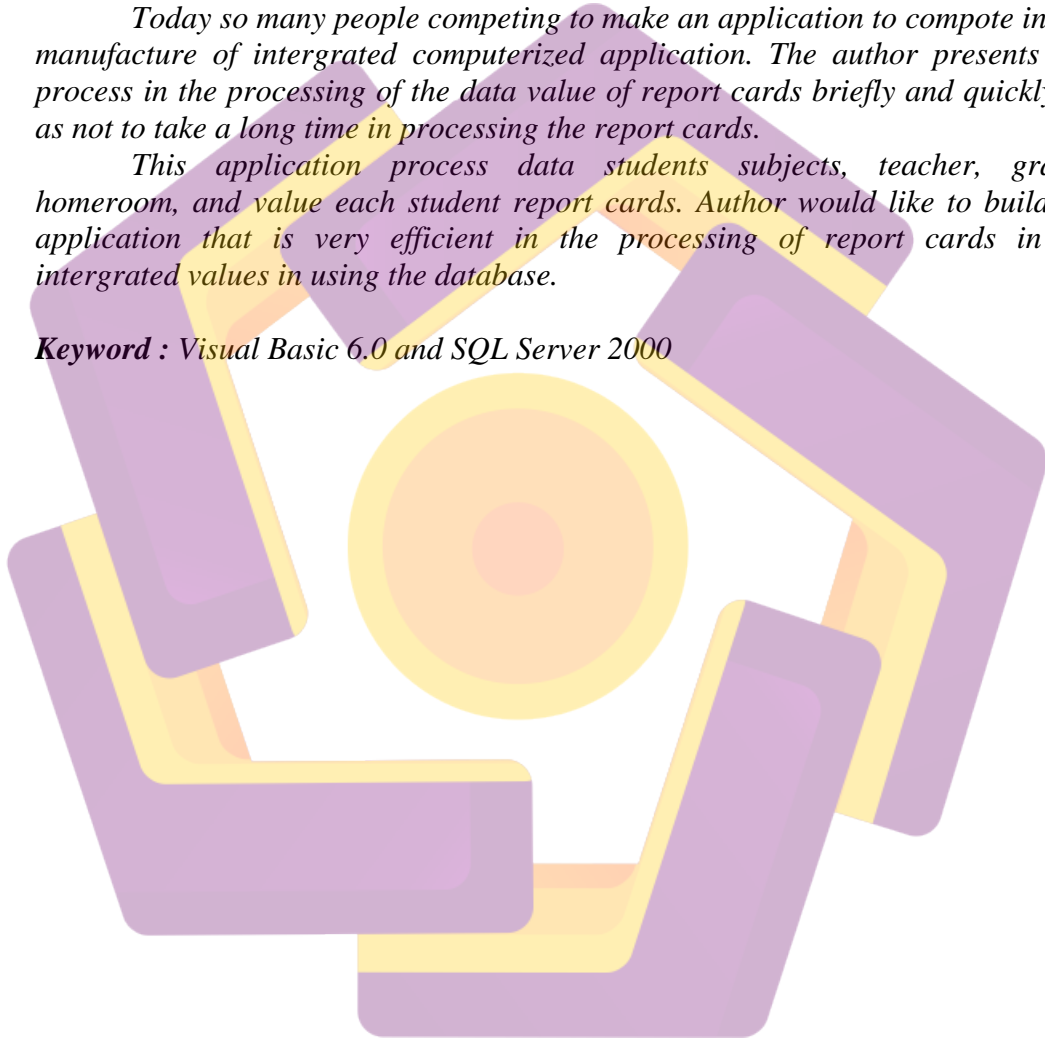 Today so many people competing to make an application to compote in
manufacture of intergrated computerized application. The author presents
process in the processing of the data value of report cards briefly and quickly
as not to take a long time in processing the report cards.
This application process data students subjects, teacher,
homeroom, and value each student report cards. Author would like to build
application that is very efficient in the processing of report cards in
intergrated values in using the database.
Keyword : Visual Basic 6.0 and SQL Server 2000